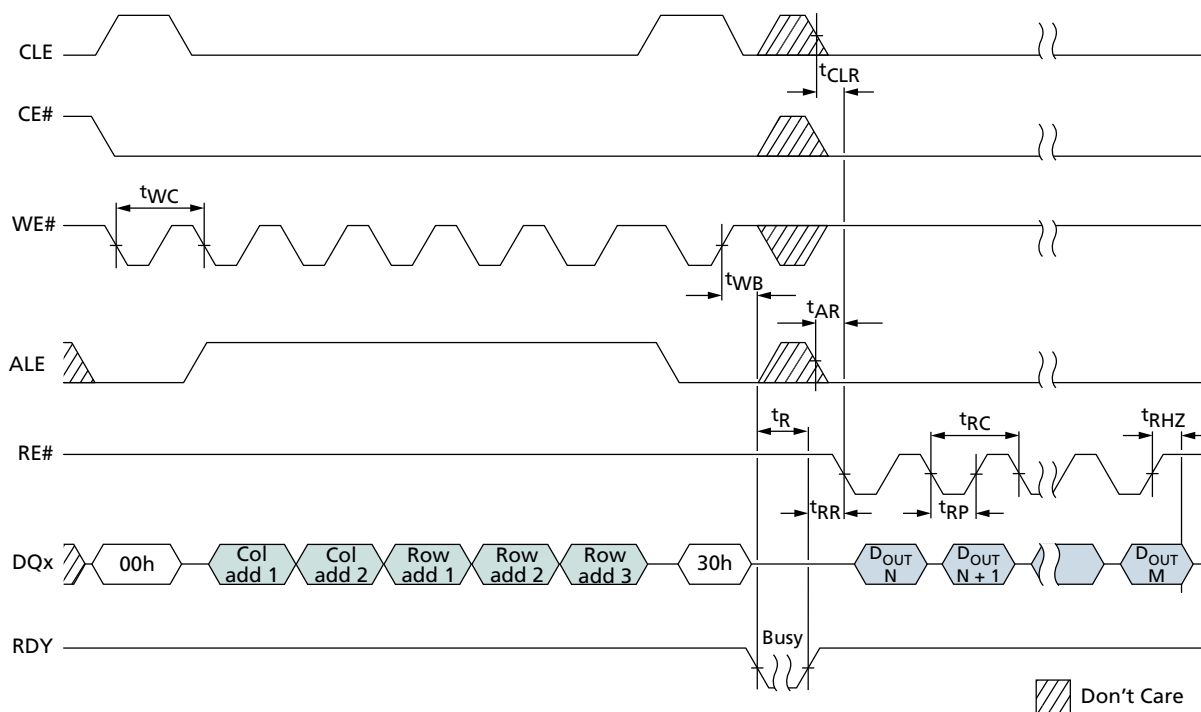 CLE
tCLR
CE#
tWC
WE#
tWB
tAR
ALE
tR
tRC
tRHZ
RE#
tRR
tRP
DQx
00h
Col
add 1
Col
add 2
Row
add 1
Row
add 2
Row
add 3
30h
DOUT
N
DOUT
N + 1
DOUT
M
RDY
Busy
Don't Care